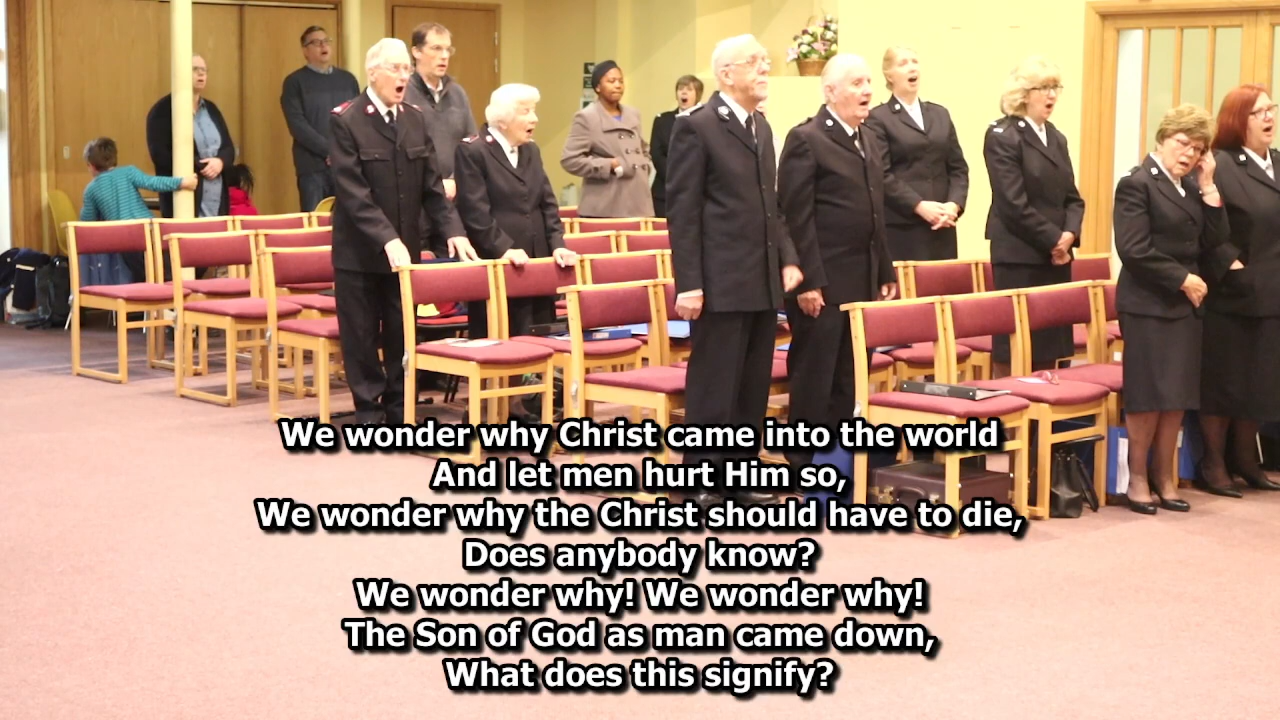 We wonder why Christ came into the world
And let men hurt Him so,
We wonder why the Christ should have to die,
Does anybody know?
We wonder why! We wonder why!
The Son of God as man came down,
What does this signify?